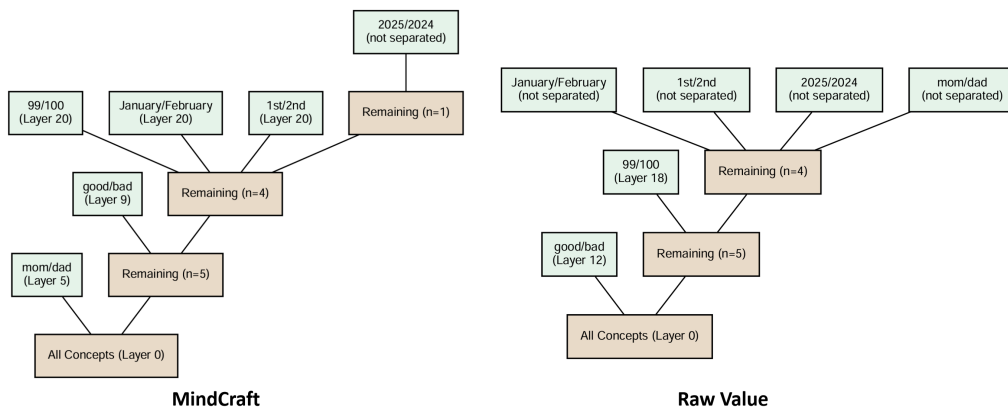 2025/2024
(not separated)
99/100
(Layer 20)
January/February
(Layer 20)
1st/2nd
(Layer 20)
Remaining (n=1)
good/bad
(Layer 9)
Remaining (n=4)
mom/dad
(Layer 5)
Remaining (n=5)
All Concepts (Layer 0)
MindCraft
January/February
(not separated)
1st/2nd
(not separated)
2025/2024
(not separated)
mom/dad
(not separated)
99/100
(Layer 18)
Remaining (n=4)
good/bad
(Layer 12)
Remaining (n=5)
All Concepts (Layer 0)
Raw Value